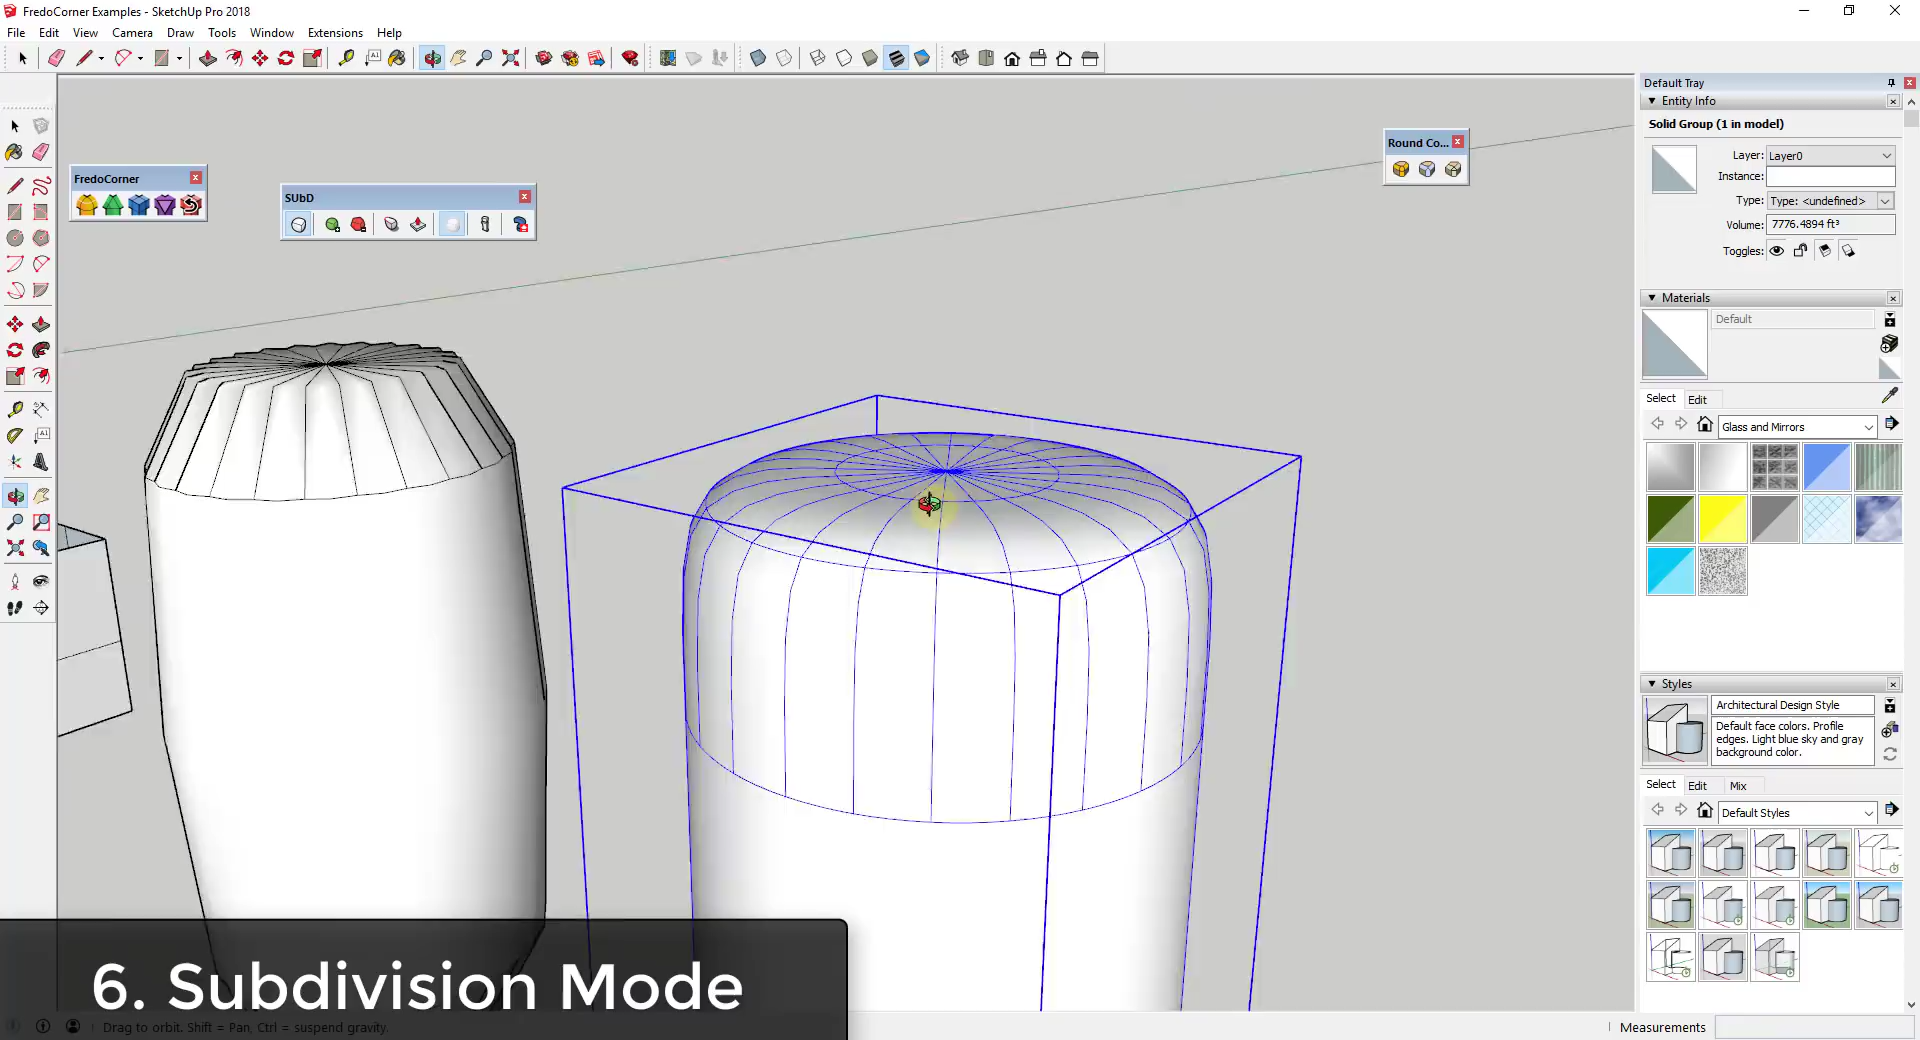 FredoCorner Examples - SketchUp Pro 2018
File Edit View Camera Draw Tools Window Extensions Help
Default Tray
Entity Info
Solid Group (1 in model)
Layer: Layer0
Instance:
Type: Type: <undefined>
Volume: 7776.4894 ft³
Toggles:
Round Co...
FredoCorner
SUbD
Materials
Default
Select Edit
Glass and Mirrors
Styles
Architectural Design Style
Default face colors. Profile
edges. Light blue sky and gray
background color.
Select Edit Mix
Default Styles
6. Subdivision Mode
Drag to orbit. Shift = Pan, Ctrl = suspend gravity.
Measurements